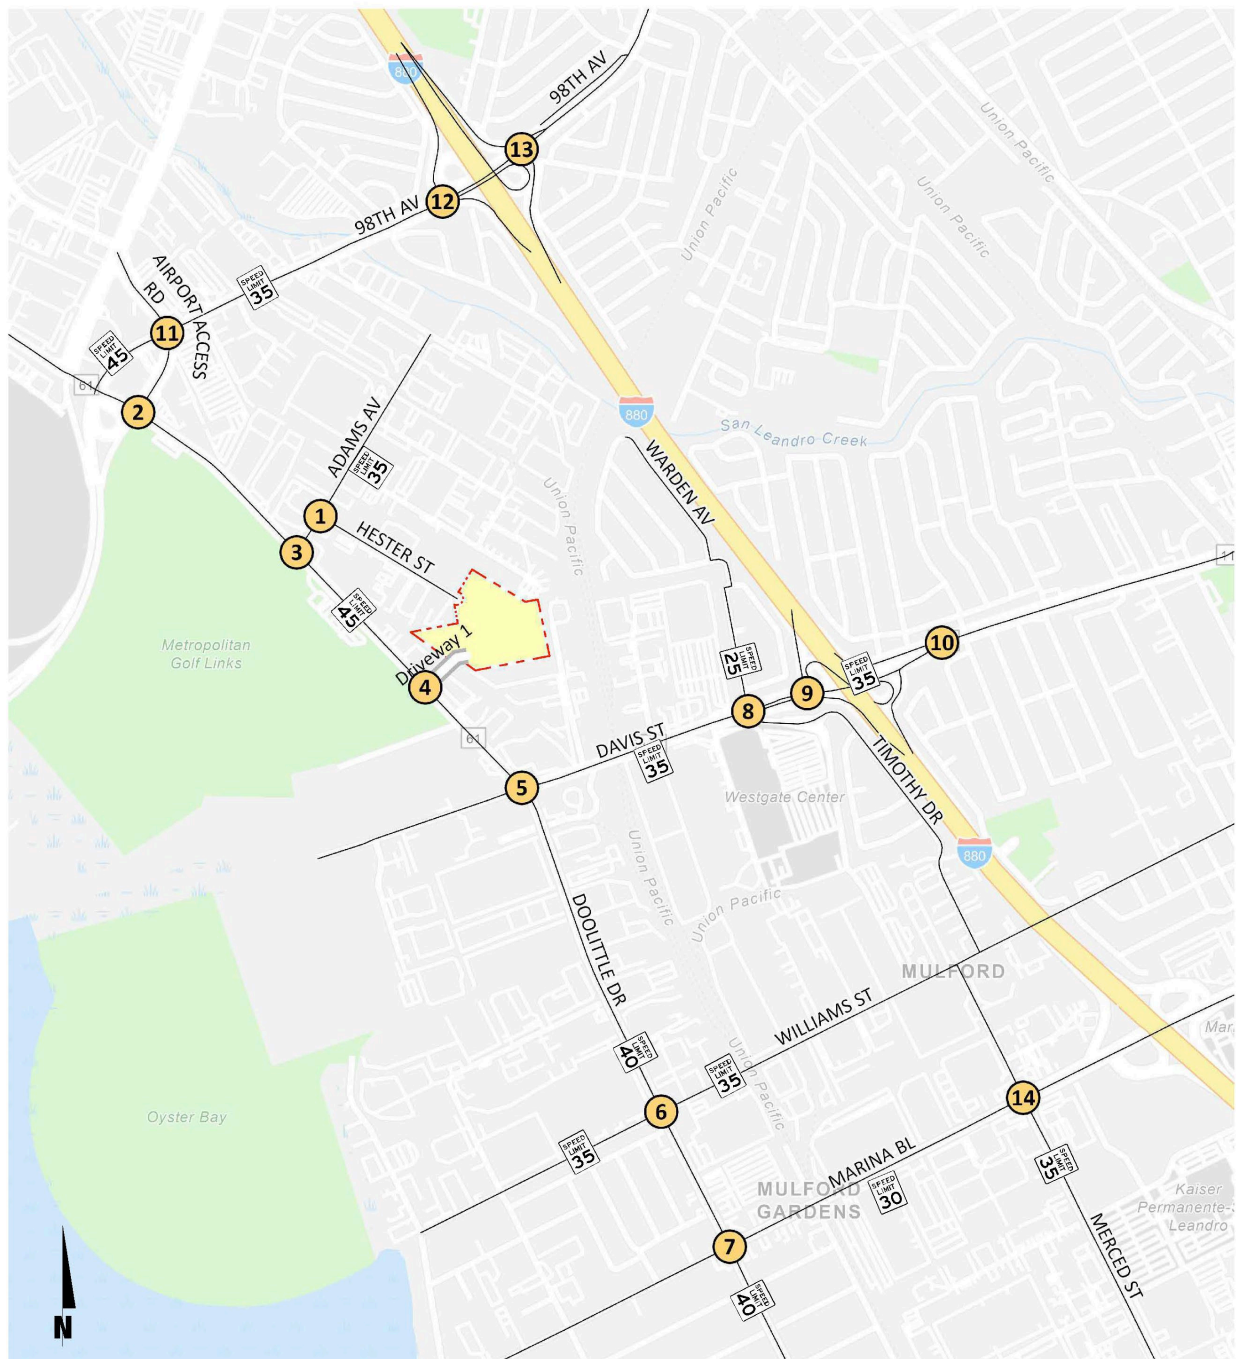 880
98TH AV
13
Union Pacific
Union Pacific
12
98TH AV
Union Pacific
AIRPORT ACCESS
RD
SPEED
LIMIT
35
11
SPEED
LIMIT
45
61
2
880
San Leandro Creek
ADAMS AV
SPEED
LIMIT
35
WARDEN AV
Union Pacific
1
HESTER ST
3
SPEED
LIMIT
45
11
Metropolitan
Golf Links
Driveway 1
4
SPEED
LIMIT
25
10
SPEED
LIMIT
35
9
8
61
DAVIS ST
SPEED
LIMIT
35
5
Westgate Center
TIMOTHY DR
880
Union Pacific
Union Pacific
DOOLITTLE DR
MULFORD
WILLIAMS ST
Mar
SPEED
LIMIT
40
Union Pacific
SPEED
LIMIT
35
6
14
Oyster Bay
SPEED
LIMIT
35
MARINA BL
SPEED
LIMIT
35
MULFORD
GARDENS
SPEED
LIMIT
30
Kaiser
Permanente-S
Leandro
MERCED ST
7
SPEED
LIMIT
40
N